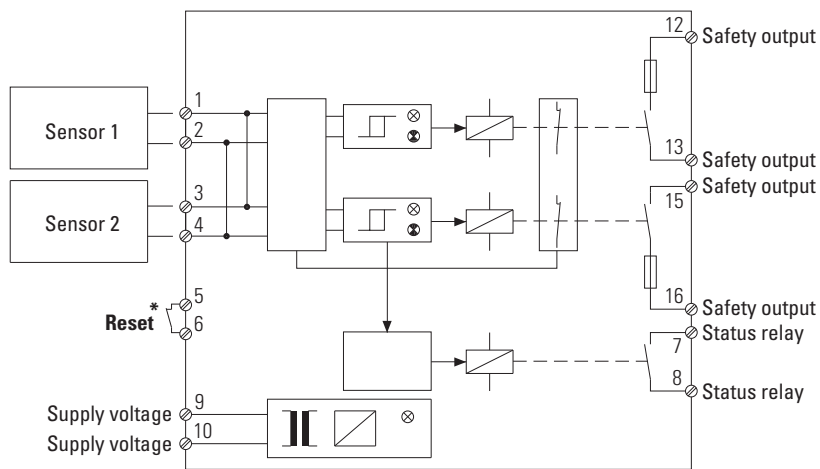 12 Safety output
1
Sensor 1
2
13
Safety output
3
Safety output
15
Sensor 2
4
5
16
Reset *
6
Safety output
Status relay
7
8
Status relay
9
Supply voltage
10
Supply voltage